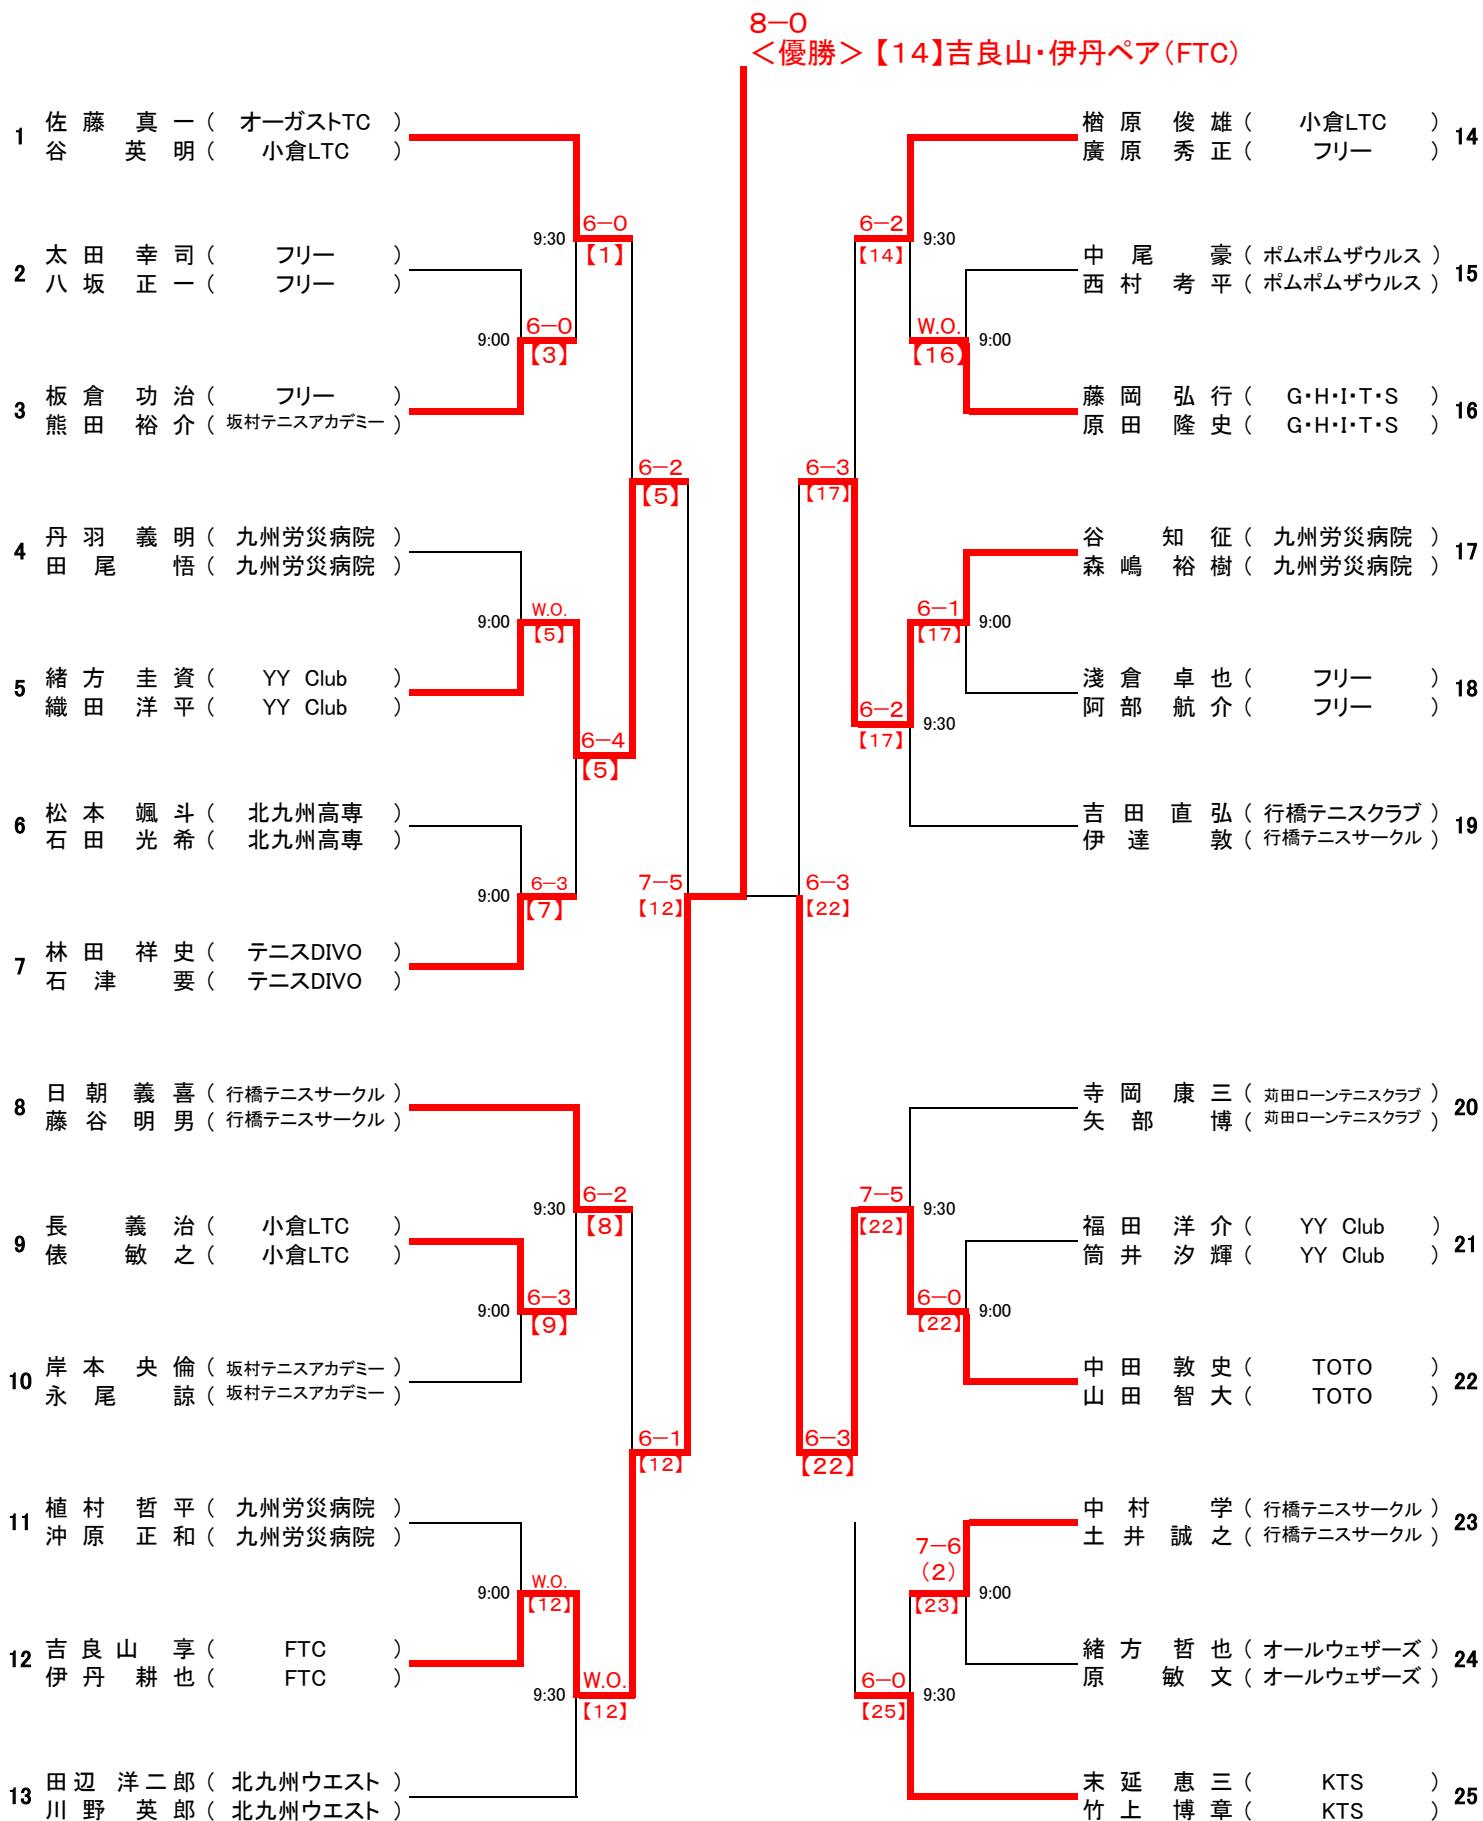 8－0
＜優勝＞【14】吉良山・伊丹ペア（FTC）
1 佐藤 真一（ オーガストTC ）
谷 英明（ 小倉LTC ）
6－0
9:30
【1】
2 太田 幸司（ フリー ）
八坂 正一（ フリー ）
6－0
9:00
【3】
3 板倉 功治（ フリー ）
熊田 裕介（ 坂村テニスアカデミー ）
6－2
【5】
4 丹羽 義明（ 九州労災病院 ）
田尾 悟（ 九州労災病院 ）
W.O.
9:00
【5】
5 緒方 圭資（ YY Club ）
織田 洋平（ YY Club ）
6－4
【5】
6 松本 颯斗（ 北九州高専 ）
石田 光希（ 北九州高専 ）
6－3
9:00
【7】
7－5
【12】
7 林田 祥史（ テニスDIVO ）
石津 要（ テニスDIVO ）
8 日朝 義喜（ 行橋テニスサークル ）
藤谷 明男（ 行橋テニスサークル ）
6－2
9:30
【8】
9 長 義治（ 小倉LTC ）
俵 敏之（ 小倉LTC ）
6－3
9:00
【9】
10 岸本 央倫（ 坂村テニスアカデミー ）
永尾 諒（ 坂村テニスアカデミー ）
6－1
【12】
11 植村 哲平（ 九州労災病院 ）
沖原 正和（ 九州労災病院 ）
W.O.
9:00
【12】
12 吉良山 享（ FTC ）
伊丹 耕也（ FTC ）
W.O.
9:30
【12】
13 田辺 洋二郎（ 北九州ウエスト ）
川野 英郎（ 北九州ウエスト ）
楢原 俊雄（ 小倉LTC ） 14
廣原 秀正（ フリー ）
6－2
9:30
【14】
中尾 豪（ ポムポムザウルス ） 15
西村 考平（ ポムポムザウルス ）
W.O.
9:00
【16】
藤岡 弘行（ G・H・I・T・S ） 16
原田 隆史（ G・H・I・T・S ）
6－3
【17】
谷 知征（ 九州労災病院 ） 17
森嶋 裕樹（ 九州労災病院 ）
6－1
9:00
【17】
淺倉 卓也（ フリー ） 18
阿部 航介（ フリー ）
6－2
9:30
【17】
吉田 直弘（ 行橋テニスクラブ ） 19
伊達 敦（ 行橋テニスサークル ）
6－3
【22】
寺岡 康三（ 苅田ローンテニスクラブ ） 20
矢部 博（ 苅田ローンテニスクラブ ）
7－5
9:30
【22】
福田 洋介（ YY Club ） 21
筒井 汐輝（ YY Club ）
6－0
9:00
【22】
中田 敦史（ TOTO ） 22
山田 智大（ TOTO ）
6－3
【22】
中村 学（ 行橋テニスサークル ） 23
土井 誠之（ 行橋テニスサークル ）
7－6
（2）
9:00
【23】
緒方 哲也（ オールウェザーズ ） 24
原 敏文（ オールウェザーズ ）
6－0
9:30
【25】
末延 恵三（ KTS ） 25
竹上 博章（ KTS ）